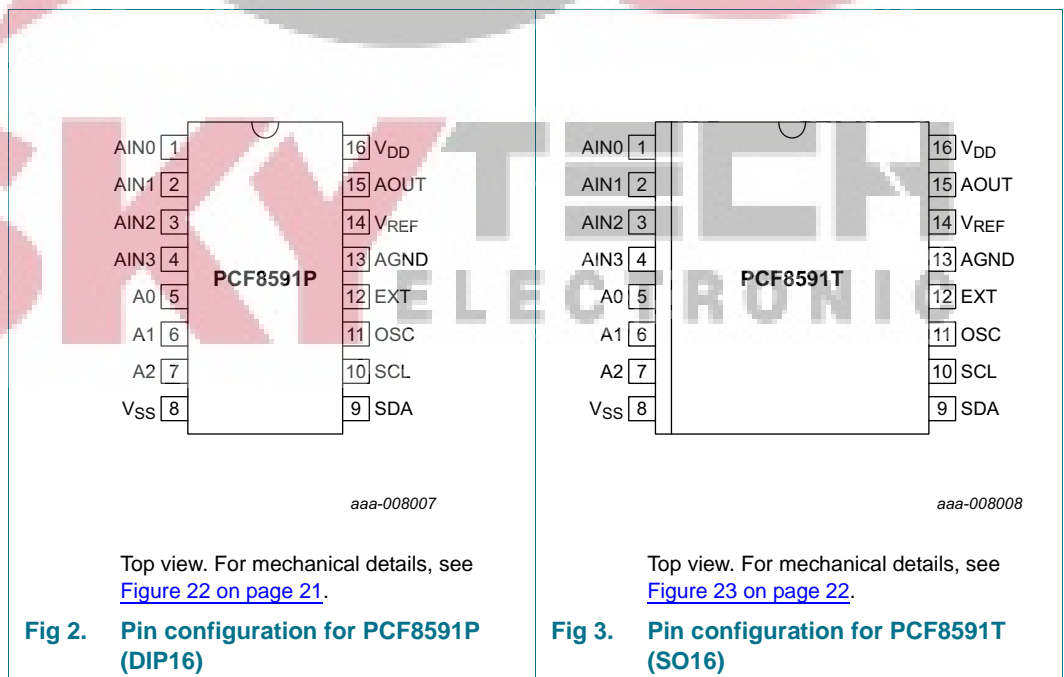 SKYTECH
ELECTRONIC
AIN0 1
AIN1 2
AIN2 3
AIN3 4
A0 5
A1 6
A2 7
VSS 8
PCF8591P
16 VDD
15 AOUT
14 VREF
13 AGND
12 EXT
11 OSC
10 SCL
9 SDA
aaa-008007
Top view. For mechanical details, see
Figure 22 on page 21.
Fig 2. Pin configuration for PCF8591P
(DIP16)
AIN0 1
AIN1 2
AIN2 3
AIN3 4
A0 5
A1 6
A2 7
VSS 8
PCF8591T
16 VDD
15 AOUT
14 VREF
13 AGND
12 EXT
11 OSC
10 SCL
9 SDA
aaa-008008
Top view. For mechanical details, see
Figure 23 on page 22.
Fig 3. Pin configuration for PCF8591T
(SO16)